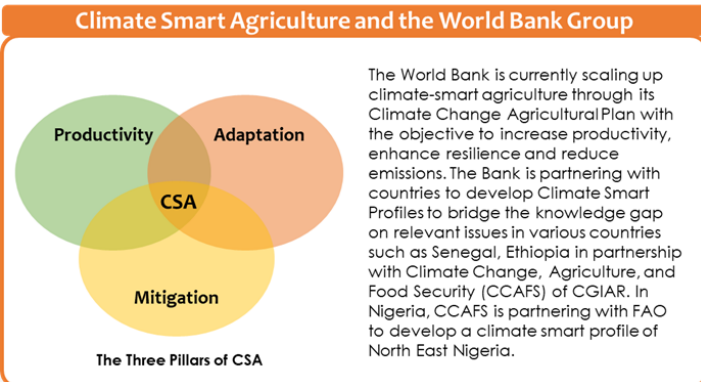 Climate Smart Agriculture and the World Bank Group
Productivity
Adaptation
CSA
Mitigation
The Three Pillars of CSA
The World Bank is currently scaling up
climate-smart agriculture through its
Climate Change Agricultural Plan with
the objective to increase productivity,
enhance resilience and reduce
emissions. The Bank is partnering with
countries to develop Climate Smart
Profiles to bridge the knowledge gap
on relevant issues in various countries
such as Senegal, Ethiopia in partnership
with Climate Change, Agriculture, and
Food Security (CCAFS) of CGIAR. In
Nigeria, CCAFS is partnering with FAO
to develop a climate smart profile of
North East Nigeria.